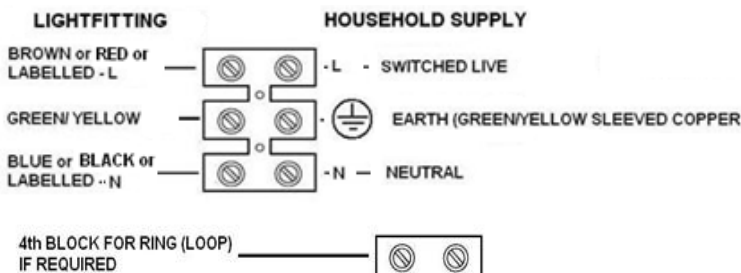 LIGHTFITTING HOUSEHOLD SUPPLY
BROWN or RED or
LABELLED - L
- L - SWITCHED LIVE
GREEN/ YELLOW
- EARTH (GREEN/YELLOW SLEEVED COPPER
BLUE or BLACK or
LABELLED -- N
- N – NEUTRAL
4th BLOCK FOR RING (LOOP)
IF REQUIRED